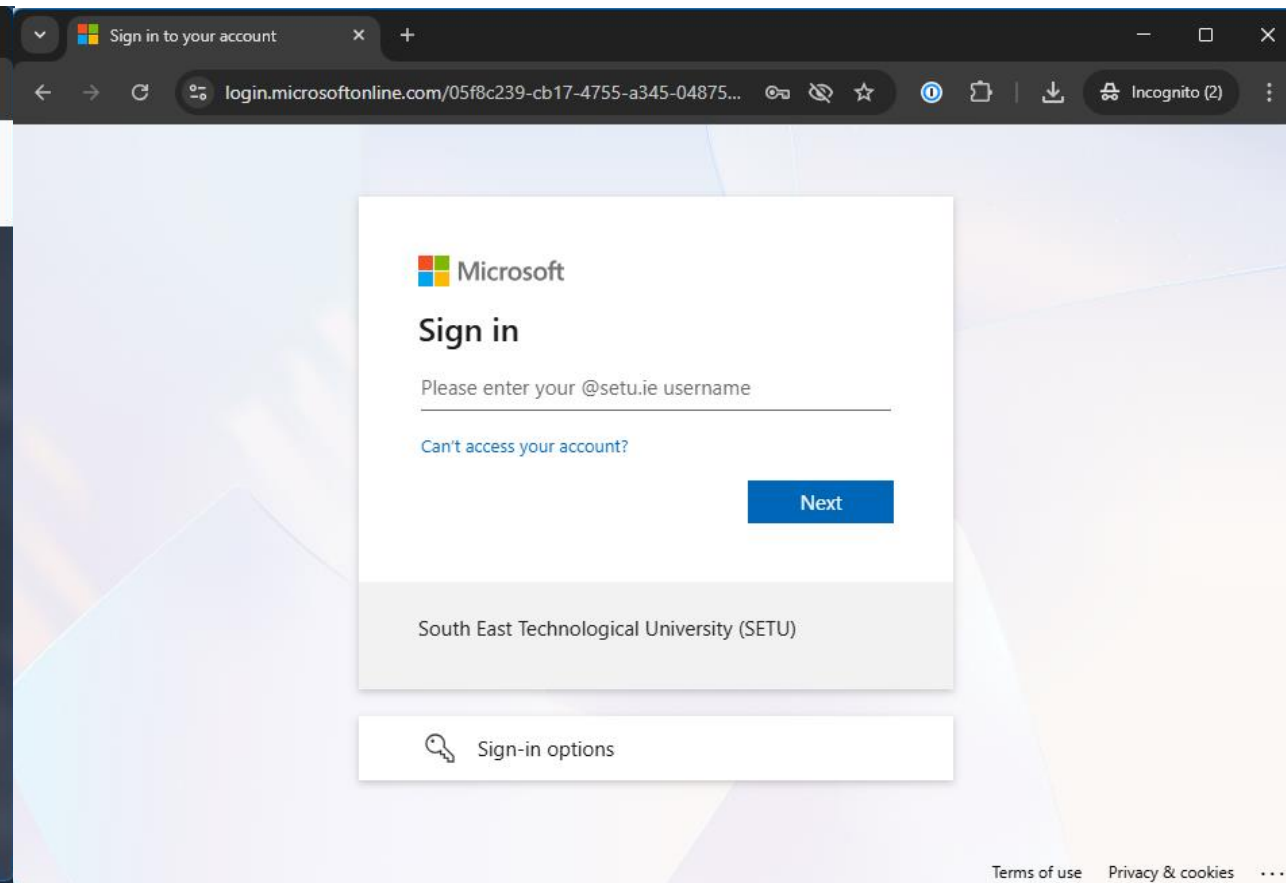 Sign in to your account
login.microsoftonline.com/05f8c239-cb17-4755-a345-04875...
Incognito (2)
Microsoft
Sign in
Please enter your @setu.ie username
Can't access your account?
Next
South East Technological University (SETU)
Sign-in options
Terms of use Privacy & cookies ...